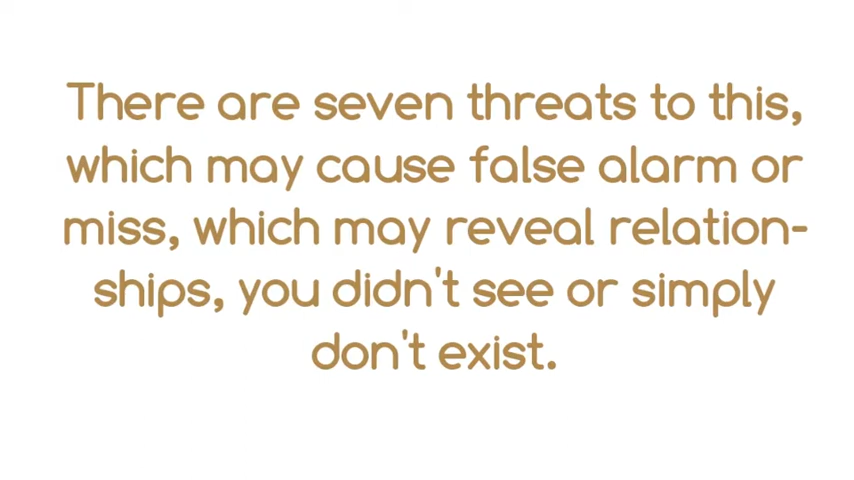 There are seven threats to this,
which may cause false alarm or
miss, which may reveal relation-
ships, you didn't see or simply
don't exist.